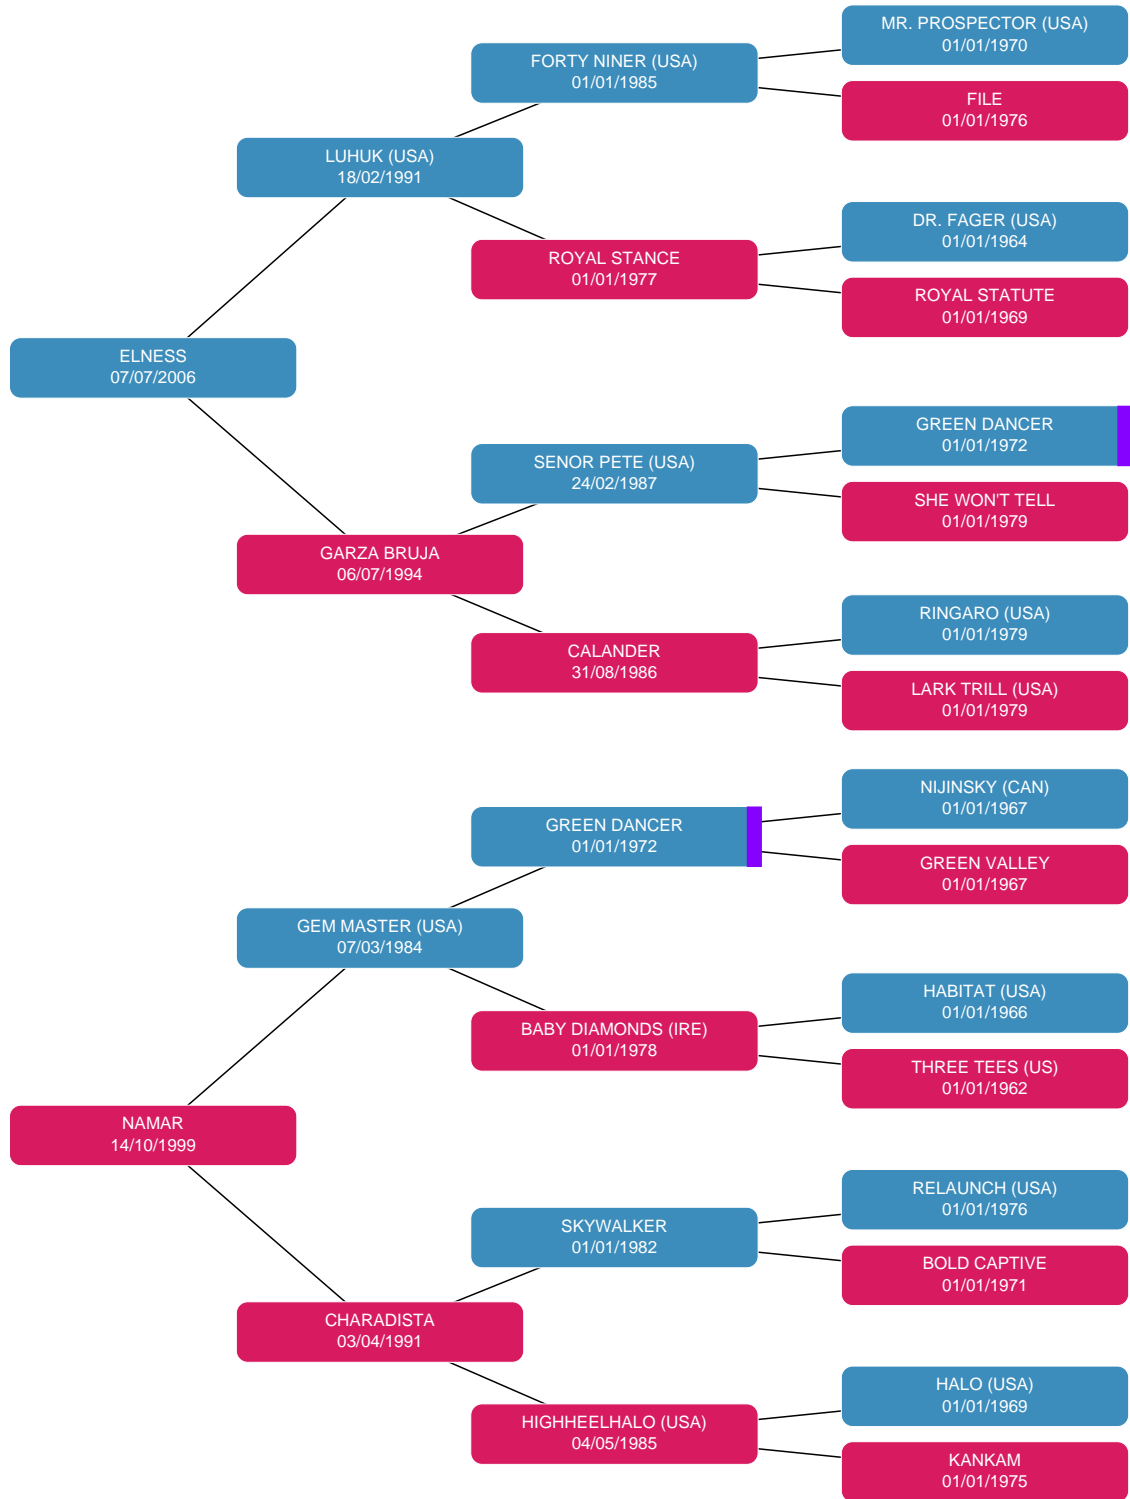 MR. PROSPECTOR (USA)
01/01/1970
FORTY NINER (USA)
01/01/1985
FILE
01/01/1976
LUHUK (USA)
18/02/1991
DR. FAGER (USA)
01/01/1964
ROYAL STANCE
01/01/1977
ROYAL STATUTE
01/01/1969
ELNESS
07/07/2006
GREEN DANCER
01/01/1972
SENOR PETE (USA)
24/02/1987
SHE WON'T TELL
01/01/1979
GARZA BRUJA
06/07/1994
RINGARO (USA)
01/01/1979
CALANDER
31/08/1986
LARK TRILL (USA)
01/01/1979
NIJINSKY (CAN)
01/01/1967
GREEN DANCER
01/01/1972
GREEN VALLEY
01/01/1967
GEM MASTER (USA)
07/03/1984
HABITAT (USA)
01/01/1966
BABY DIAMONDS (IRE)
01/01/1978
THREE TEES (US)
01/01/1962
NAMAR
14/10/1999
RELAUNCH (USA)
01/01/1976
SKYWALKER
01/01/1982
BOLD CAPTIVE
01/01/1971
CHARADISTA
03/04/1991
HALO (USA)
01/01/1969
HIGHHEELHALO (USA)
04/05/1985
KANKAM
01/01/1975